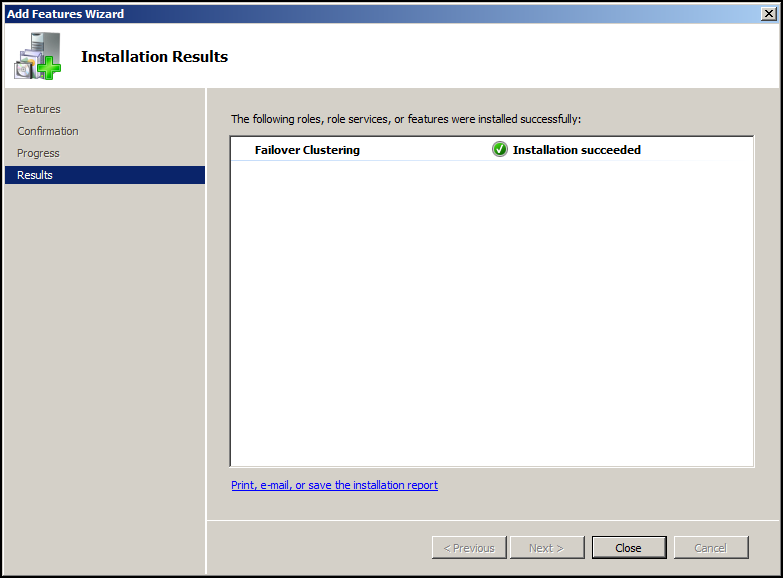 Add Features Wizard
Installation Results
Features
Confirmation
Progress
Results
The following roles, role services, or features were installed successfully:
Failover Clustering
Installation succeeded
Print, e-mail, or save the installation report
< Previous
Next >
Close
Cancel